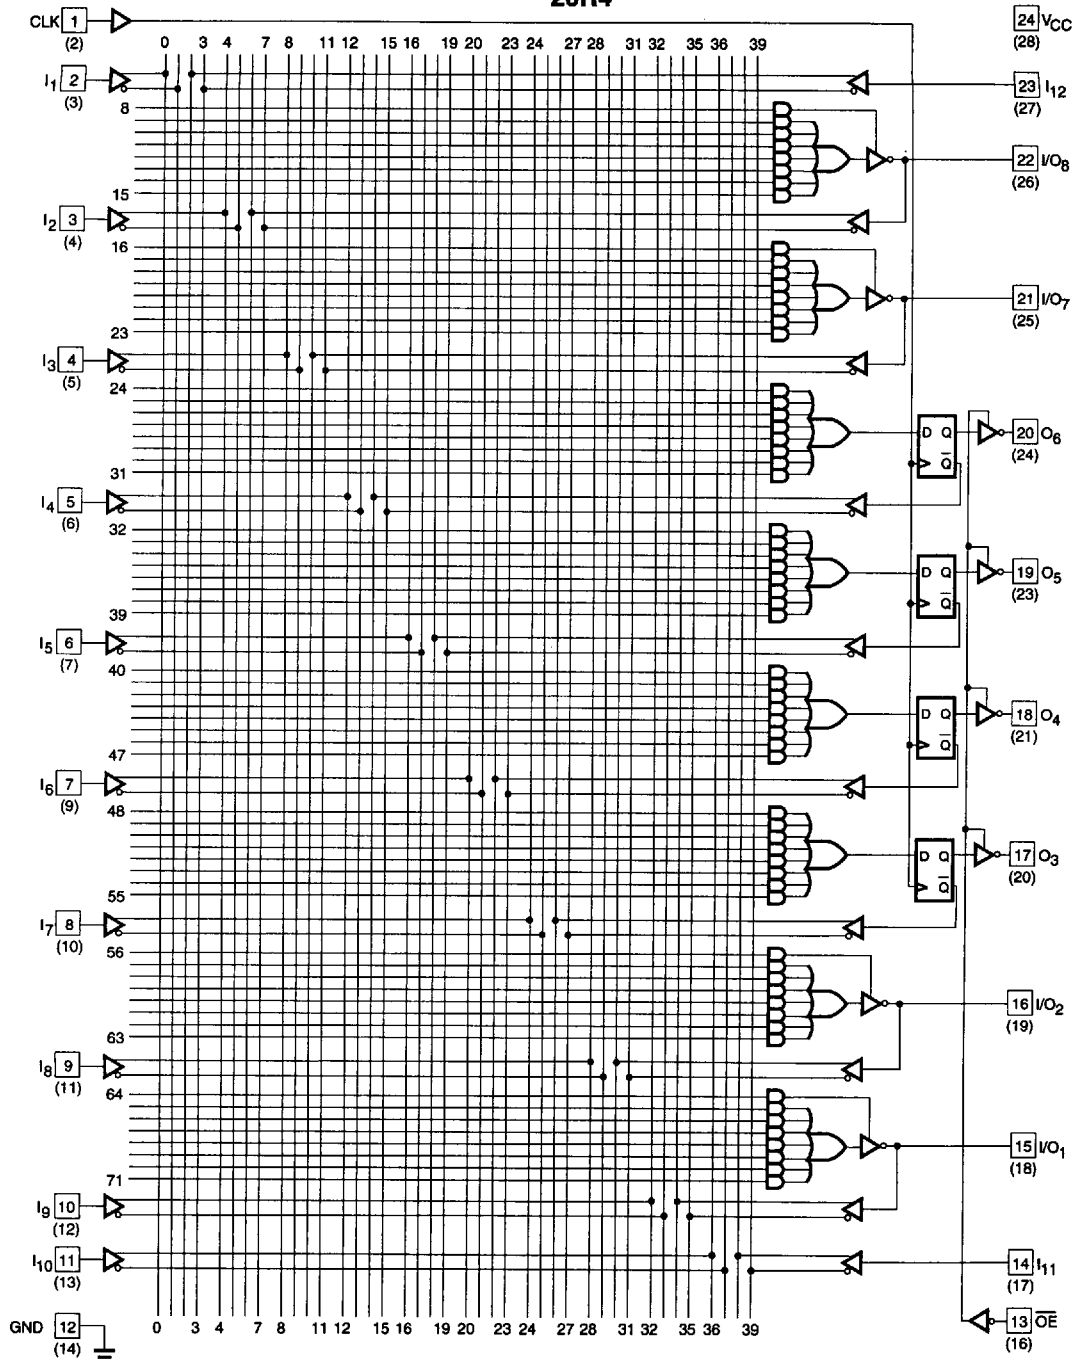 20R4
CLK 1 (2)
24 VCC (28)
0 3 4 7 8 11 12 15 16 19 20 23 24 27 28 31 32 35 36 39
I1 2 (3)
23 I12 (27)
8
22 I/O8 (26)
15
I2 3 (4)
16
21 I/O7 (25)
23
I3 4 (5)
24
D Q Q
20 O6 (24)
31
I4 5 (6)
32
D Q Q
19 O5 (23)
39
I5 6 (7)
40
D Q Q
18 O4 (21)
47
I6 7 (9)
48
D Q Q
17 O3 (20)
55
I7 8 (10)
56
16 I/O2 (19)
63
I8 9 (11)
64
15 I/O1 (18)
71
I9 10 (12)
I10 11 (13)
14 I11 (17)
GND 12 (14)
0 3 4 7 8 11 12 15 16 19 20 23 24 27 28 31 32 35 36 39
13 OE (16)